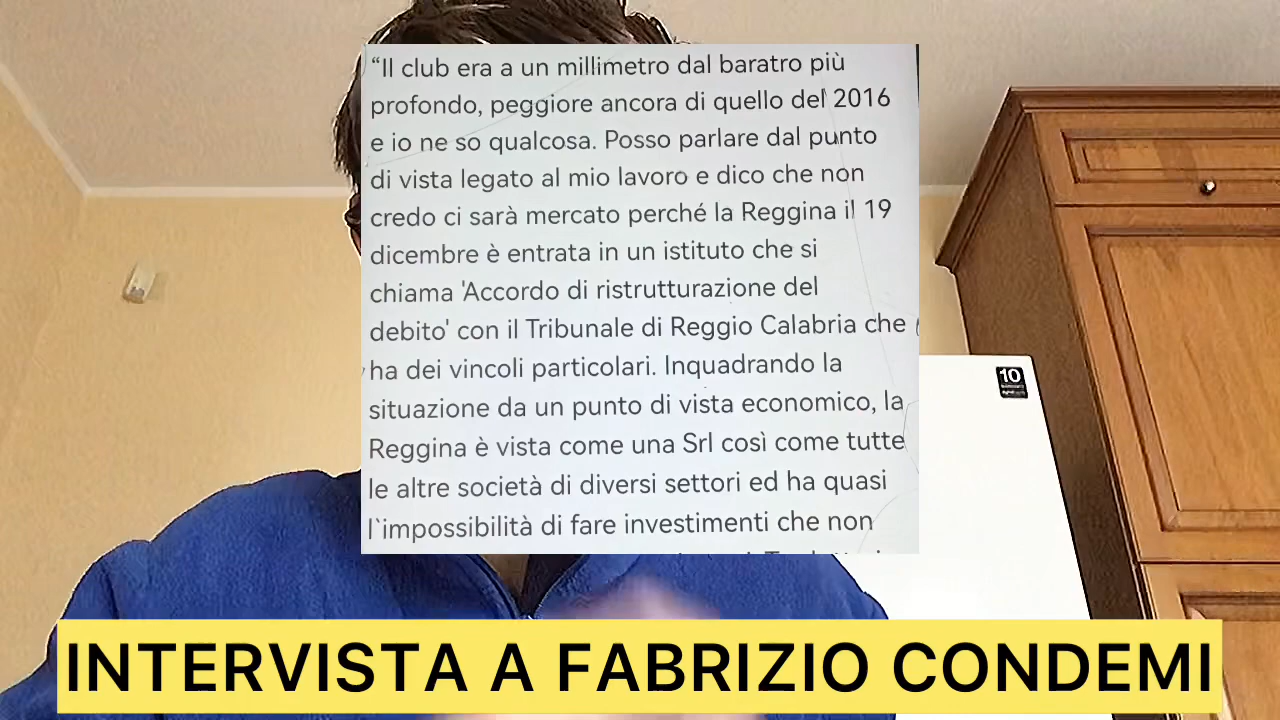 “Il club era a un millimetro dal baratro più
profondo, peggiore ancora di quello del 2016
e io ne so qualcosa. Posso parlare dal punto
di vista legato al mio lavoro e dico che non
credo ci sarà mercato perché la Reggina il 19
dicembre è entrata in un istituto che si
chiama 'Accordo di ristrutturazione del
debito' con il Tribunale di Reggio Calabria che
ha dei vincoli particolari. Inquadrando la
situazione da un punto di vista economico, la
Reggina è vista come una Srl così come tutte
le altre società di diversi settori ed ha quasi
l`impossibilità di fare investimenti che non
10
INTERVISTA A FABRIZIO CONDEMI